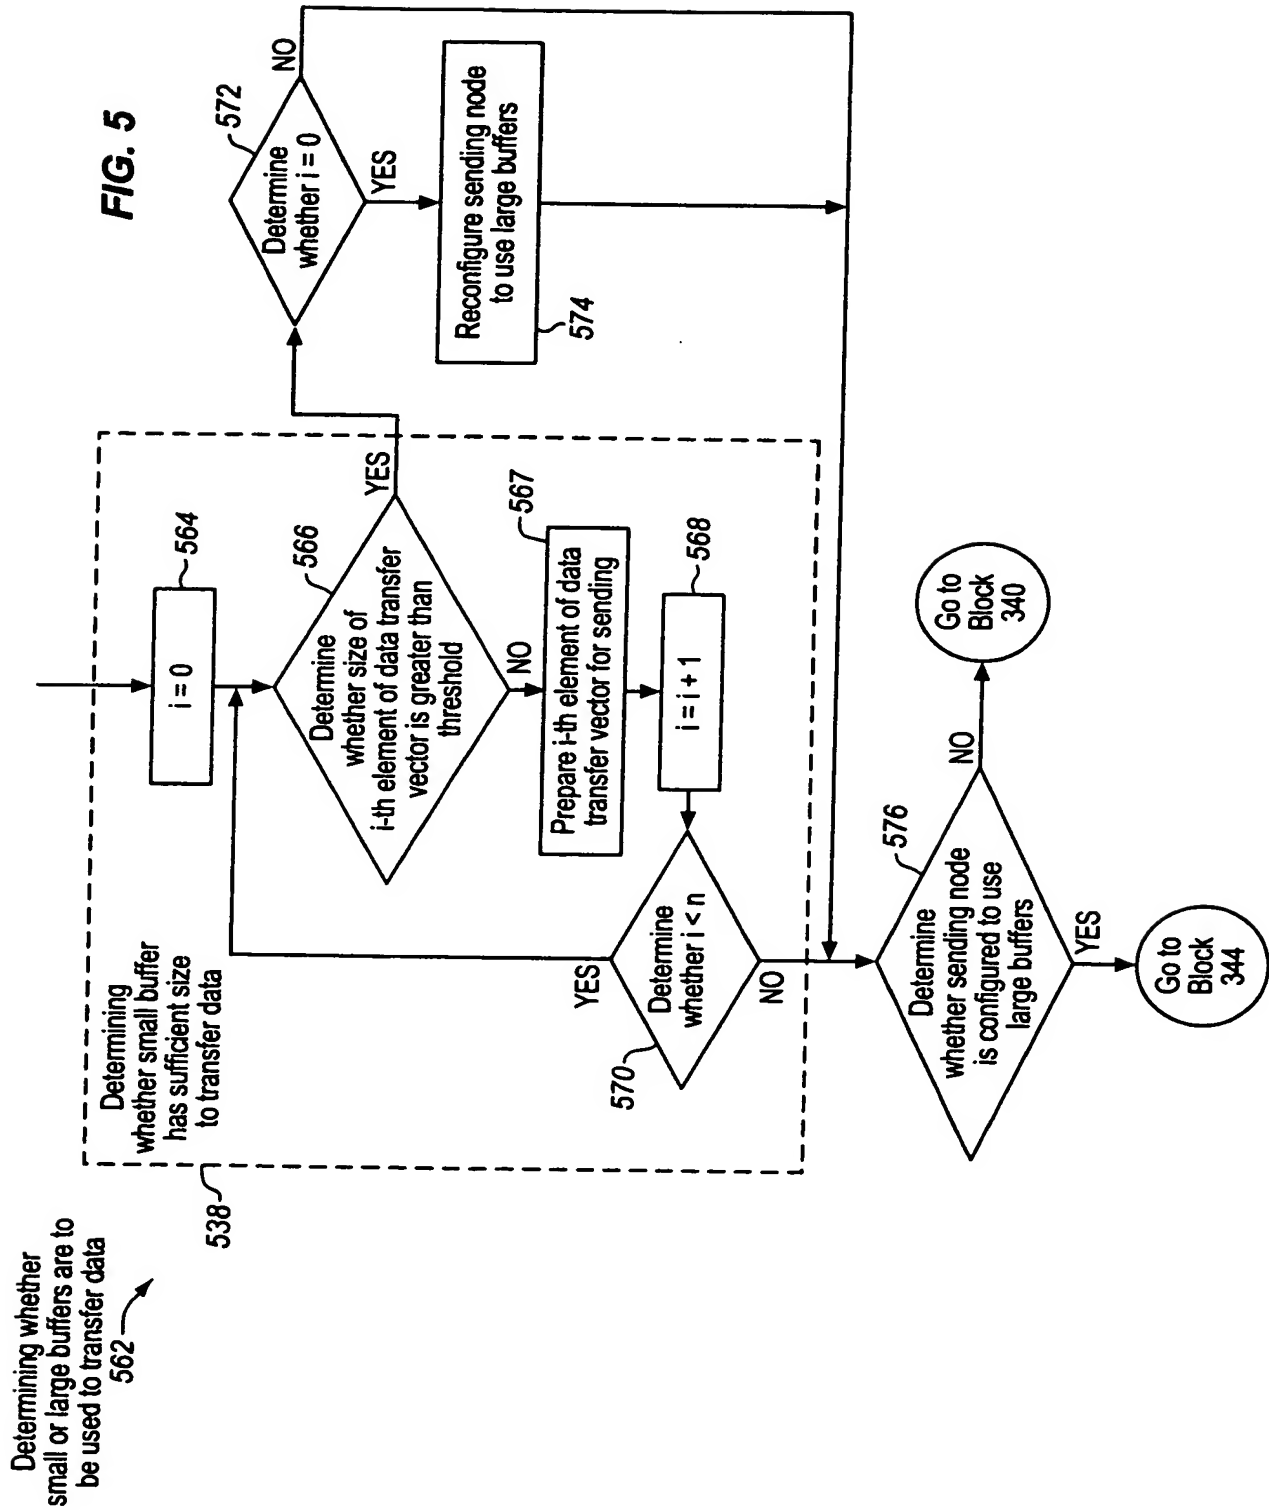 Determining whether
small or large buffers are to
be used to transfer data
562
FIG. 5
538
Determining
whether small buffer
has sufficient size
to transfer data
i = 0
564
Determine
whether size of
i-th element of data transfer
vector is greater than
threshold
566
YES
NO
Prepare i-th element of data
transfer vector for sending
567
i = i + 1
568
Determine
whether i < n
570
YES
NO
Determine
whether i = 0
572
NO
YES
Reconfigure sending node
to use large buffers
574
Determine
whether sending node
is configured to use
large buffers
576
NO
YES
Go to
Block
340
Go to
Block
344